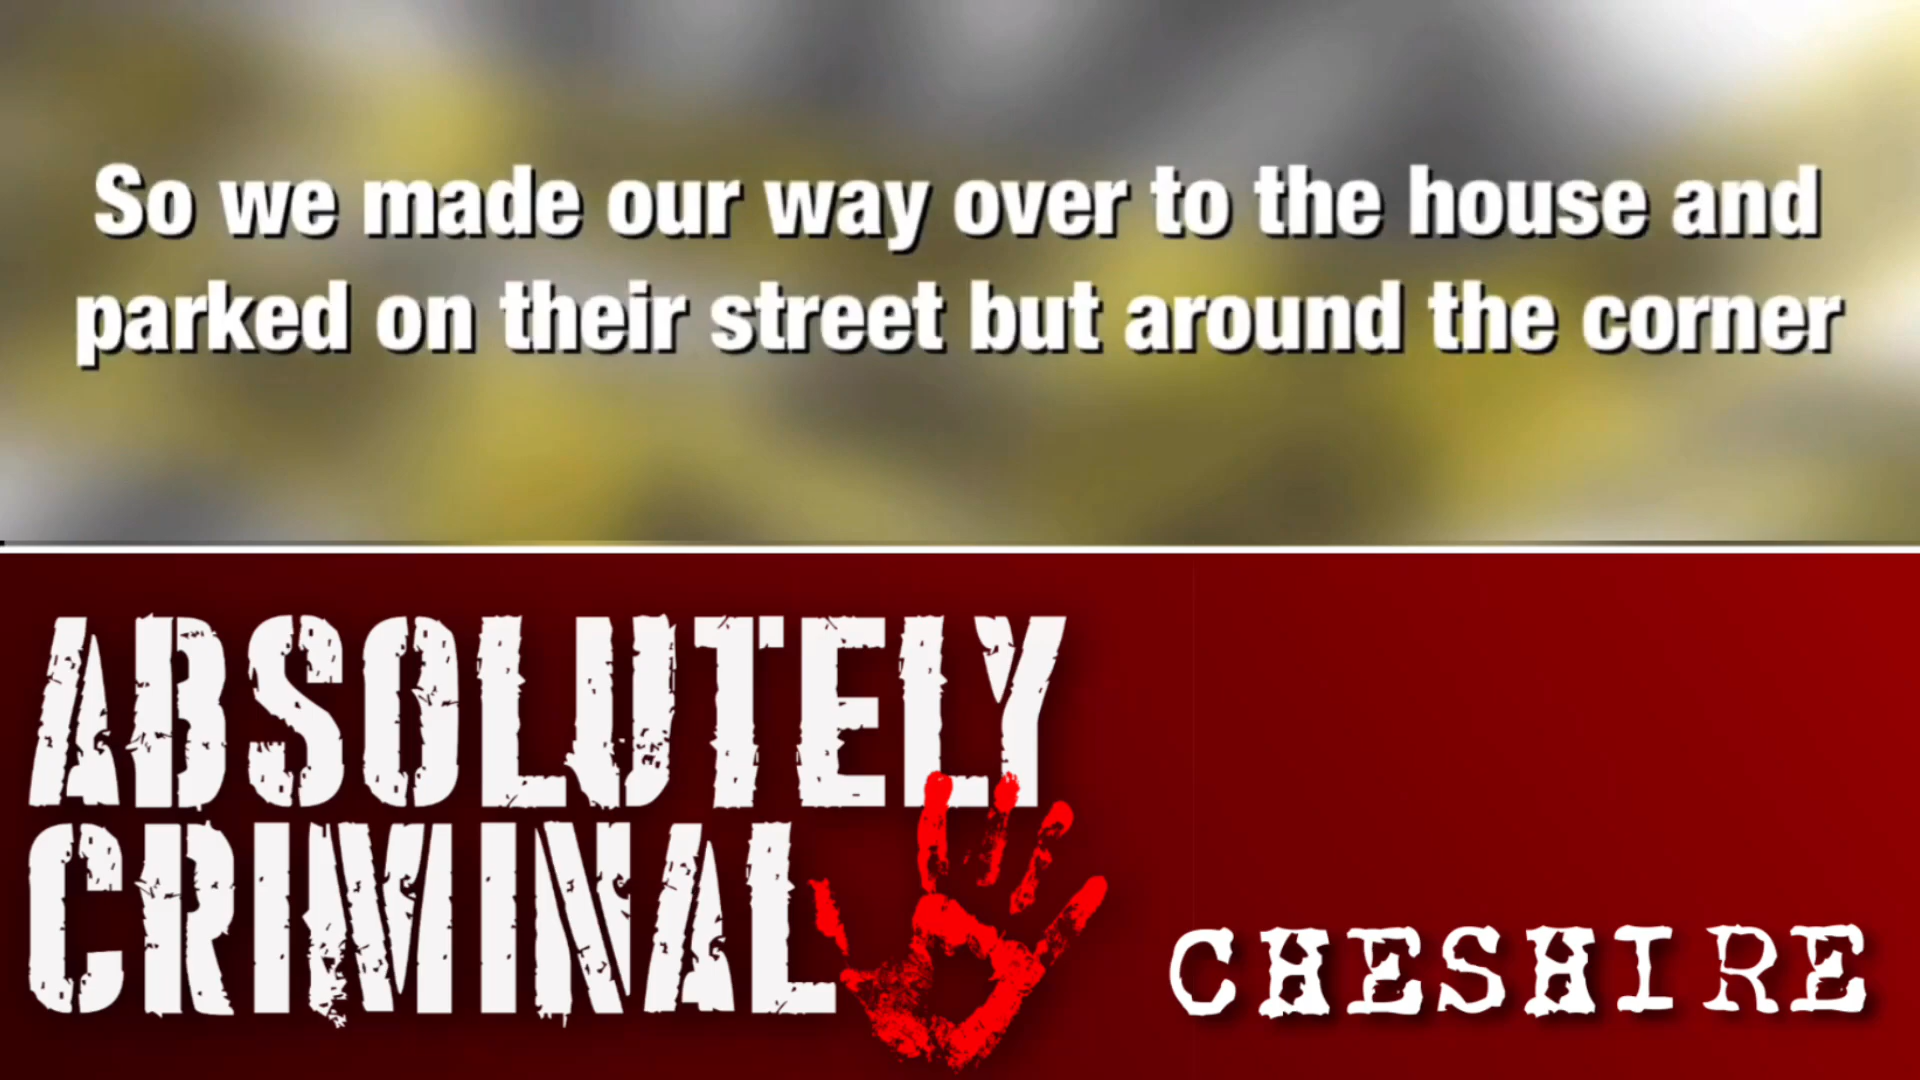 So we made our way over to the house and
parked on their street but around the corner
ABSOLUTELY
CRIMINAL
CHESHIRE